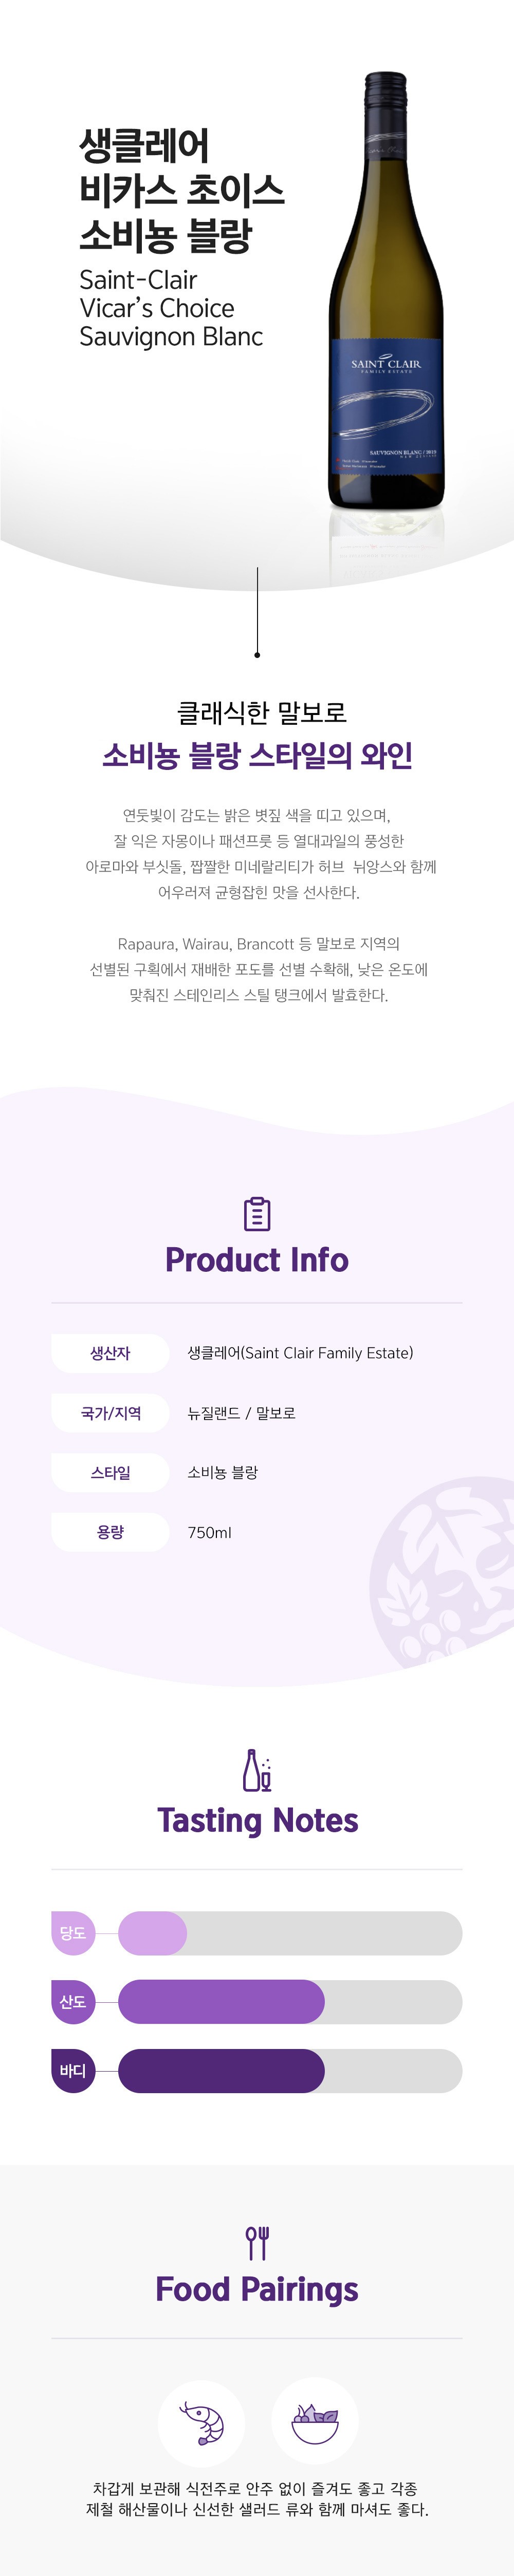 생클레어
비카스 초이스
소비뇽 블랑
Saint-Clair
Vicar's Choice
Sauvignon Blanc
SAINT CLAIR
FAMILY ESTATE
SAUVIGNON BLANC / 2019
NEW ZEALAND
클래식한 말보로
소비뇽 블랑 스타일의 와인
연둣빛이 감도는 밝은 볏짚 색을 띠고 있으며,
잘 익은 자몽이나 패션프룻 등 열대과일의 풍성한
아로마와 부싯돌, 짭짤한 미네랄리티가 허브 뉘앙스와 함께
어우러져 균형잡힌 맛을 선사한다.
Rapaura, Wairau, Brancott 등 말보로 지역의
선별된 구획에서 재배한 포도를 선별 수확해, 낮은 온도에
맞춰진 스테인리스 스틸 탱크에서 발효한다.
Product Info
생산자 생클레어(Saint Clair Family Estate)
국가/지역 뉴질랜드 / 말보로
스타일 소비뇽 블랑
용량 750ml
Tasting Notes
당도
산도
바디
Food Pairings
차갑게 보관해 식전주로 안주 없이 즐겨도 좋고 각종
제철 해산물이나 신선한 샐러드 류와 함께 마셔도 좋다.